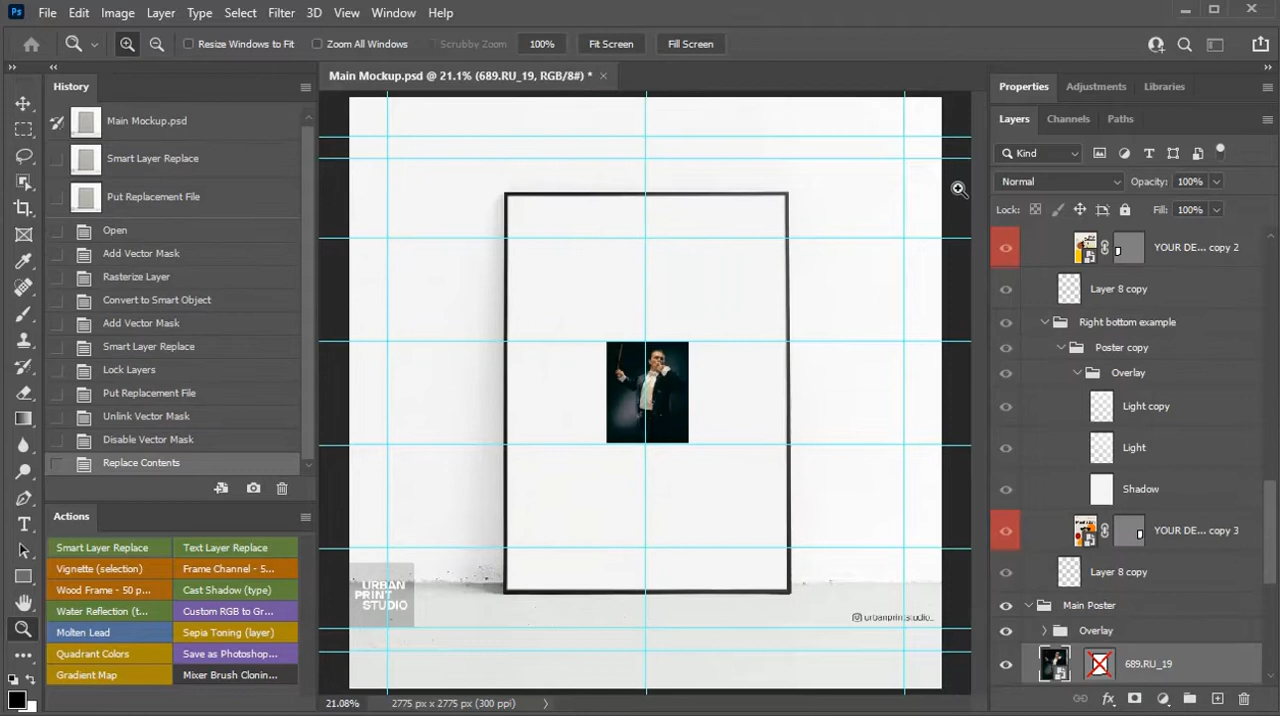 Ps File Edit Image Layer Type Select Filter 3D View Window Help
Resize Windows to Fit Zoom All Windows Scrubby Zoom 100% Fit Screen Fill Screen
Main Mockup.psd @ 21.1% (689.RU_19, RGB/8#) *
History
Main Mockup.psd
Smart Layer Replace
Put Replacement File
Open
Add Vector Mask
Rasterize Layer
Convert to Smart Object
Add Vector Mask
Smart Layer Replace
Lock Layers
Put Replacement File
Unlink Vector Mask
Disable Vector Mask
Replace Contents
Actions
Smart Layer Replace Text Layer Replace
Vignette (selection) Frame Channel - 5...
Wood Frame - 50 p... Cast Shadow (type)
Water Reflection (t... Custom RGB to Gr...
Molten Lead Sepia Toning (layer)
Quadrant Colors Save as Photoshop...
Gradient Map Mixer Brush Clonin...
URBAN
PRINT
STUDIO
urbanprintstudio_
21.08% 2775 px x 2775 px (300 ppi)
Properties Adjustments Libraries
Layers Channels Paths
Kind
Normal Opacity: 100%
Lock: Fill: 100%
YOUR DE... copy 2
Layer 8 copy
Right bottom example
Poster copy
Overlay
Light copy
Light
Shadow
YOUR DE... copy 3
Layer 8 copy
Main Poster
Overlay
689.RU_19